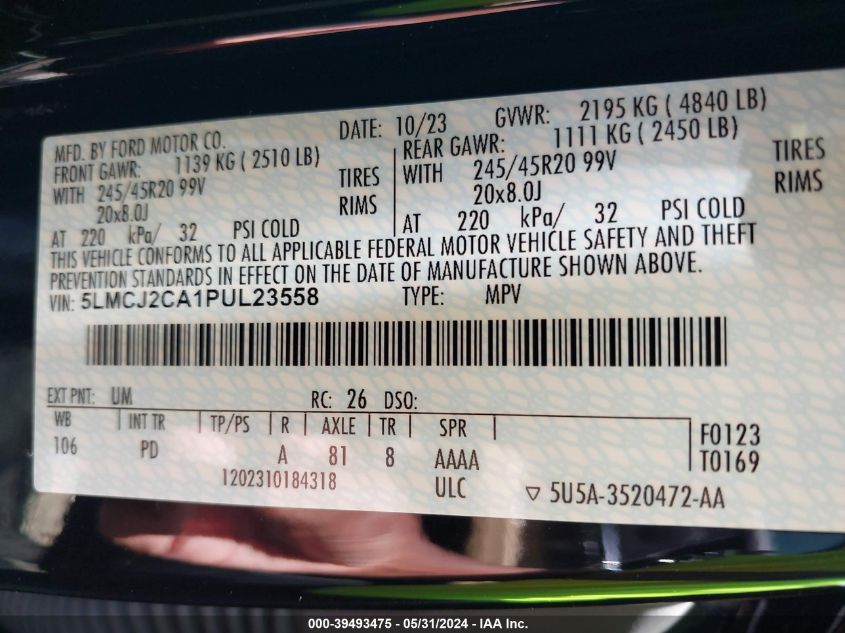 MFD. BY FORD MOTOR CO. DATE: 10/23 GVWR: 2195 KG ( 4840 LB)
FRONT GAWR: 1139 KG ( 2510 LB) REAR GAWR: 1111 KG ( 2450 LB)
WITH 245/45R20 99V TIRES WITH 245/45R20 99V TIRES
20x8.0J RIMS 20x8.0J RIMS
AT 220 kPa/ 32 PSI COLD AT 220 kPa/ 32 PSI COLD
THIS VEHICLE CONFORMS TO ALL APPLICABLE FEDERAL MOTOR VEHICLE SAFETY AND THEFT
PREVENTION STANDARDS IN EFFECT ON THE DATE OF MANUFACTURE SHOWN ABOVE.
VIN: 5LMCJ2CA1PUL23558 TYPE: MPV
EXT PNT: UM RC: 26 DSO:
WB INT TR TP/PS R AXLE TR SPR
106 PD A 81 8 AAAA
F0123
T0169
1202310184318 ULC 5U5A-3520472-AA
000-39493475 - 05/31/2024 - IAA Inc.